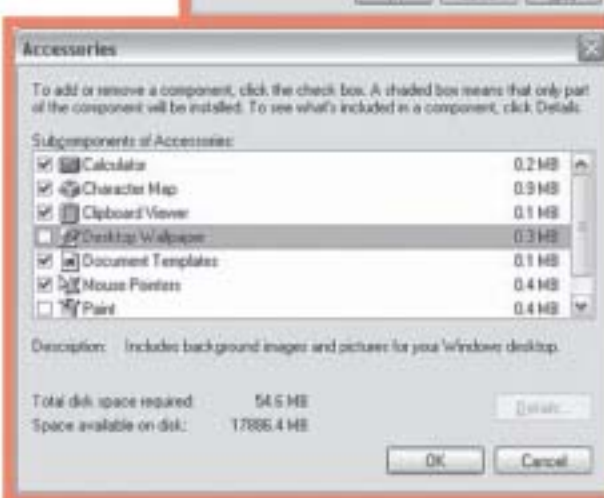 Accessories
To add or remove a component, click the check box. A shaded box means that only part
of the component will be installed. To see what's included in a component, click Details.
Subcomponents of Accessories:
Calculator 0.2 MB
Character Map 0.9 MB
Clipboard Viewer 0.1 MB
Desktop Wallpaper 0.3 MB
Document Templates 0.1 MB
Mouse Pointers 0.4 MB
Paint 0.4 MB
Description: Includes background images and pictures for your Windows desktop.
Total disk space required: 54.6 MB
Space available on disk: 17886.4 MB
Details...
OK
Cancel